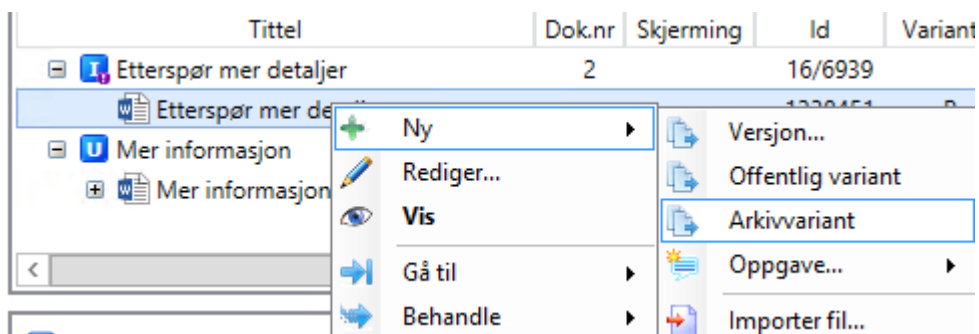 Tittel Dok.nr Skjerming Id Variant
I Etterspør mer detaljer 2 16/6939
Etterspør mer de
U Mer informasjon
Mer informasjon
Ny
Rediger...
Vis
Gå til
Behandle
Versjon...
Offentlig variant
Arkivvariant
Oppgave...
Importer fil...